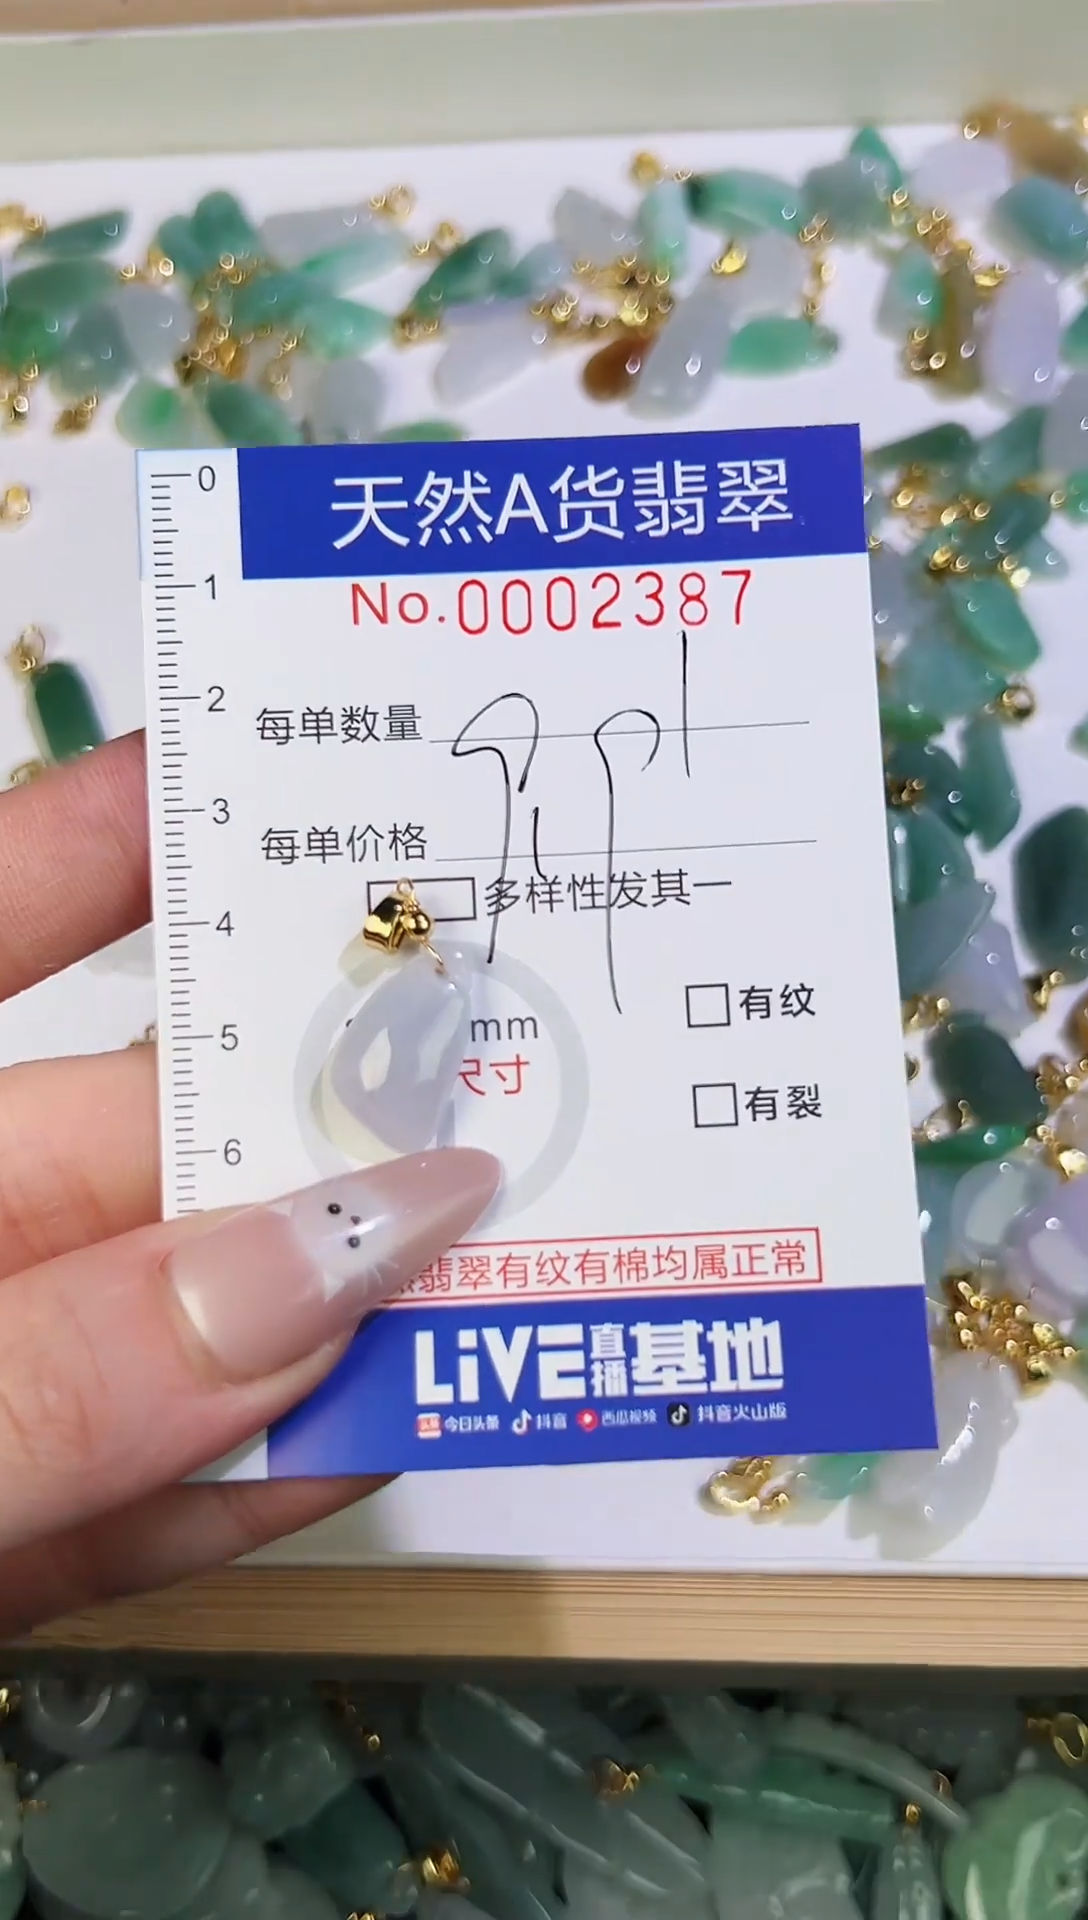 天然A货翡翠
No.0002387
每单数量
每单价格
多样性发其一
mm
尺寸
有纹
有裂
翡翠有纹有棉均属正常
LiVE直播基地
今日头条 抖音 西瓜视频 抖音火山版
0
1
2
3
4
5
6